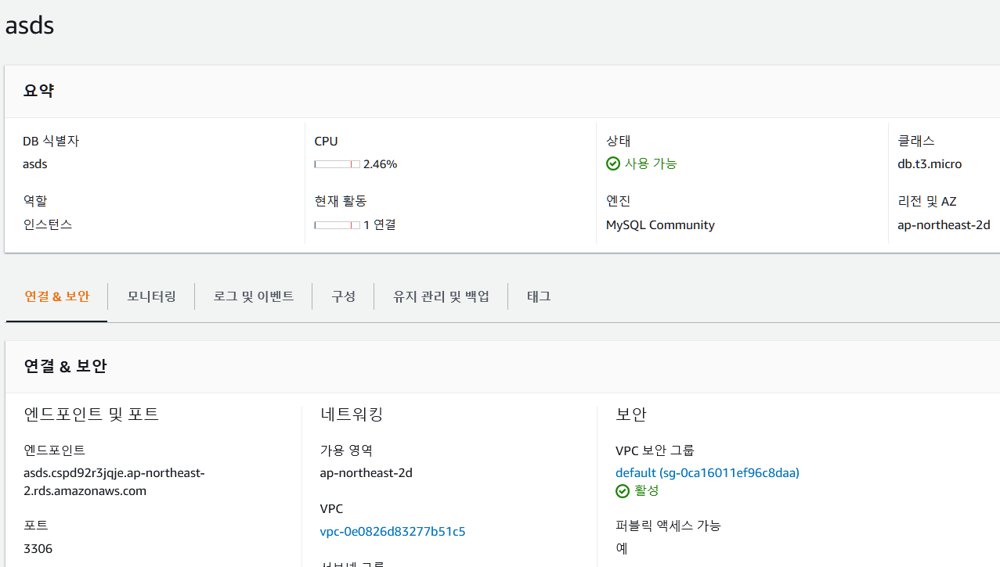 asds
요약
DB 식별자
asds
CPU
2.46%
상태
사용 가능
클래스
db.t3.micro
역할
인스턴스
현재 활동
1 연결
엔진
MySQL Community
리전 및 AZ
ap-northeast-2d
연결 & 보안
모니터링
로그 및 이벤트
구성
유지 관리 및 백업
태그
연결 & 보안
엔드포인트 및 포트
엔드포인트
asds.cspd92r3jqje.ap-northeast-
2.rds.amazonaws.com
포트
3306
네트워킹
가용 영역
ap-northeast-2d
VPC
vpc-0e0826d83277b51c5
보안
VPC 보안 그룹
default (sg-0ca16011ef96c8daa)
활성
퍼블릭 액세스 가능
예